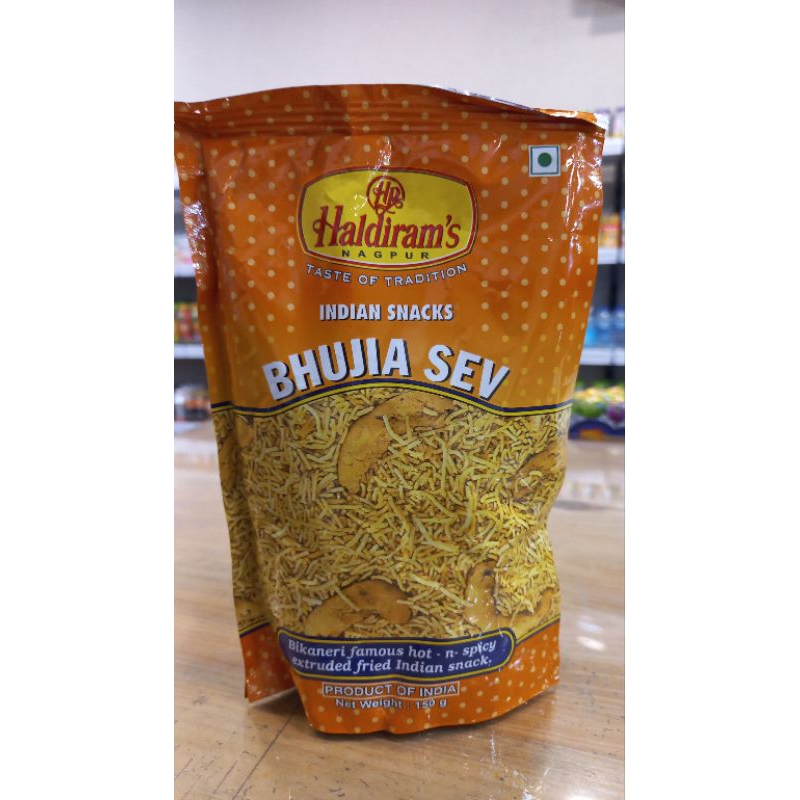 HR
Haldiram's
NAGPUR
TASTE OF TRADITION
INDIAN SNACKS
BHUJIA SEV
Bikaneri famous hot - n- spicy
extruded fried Indian snack.
PRODUCT OF INDIA
Net Weight : 150 g